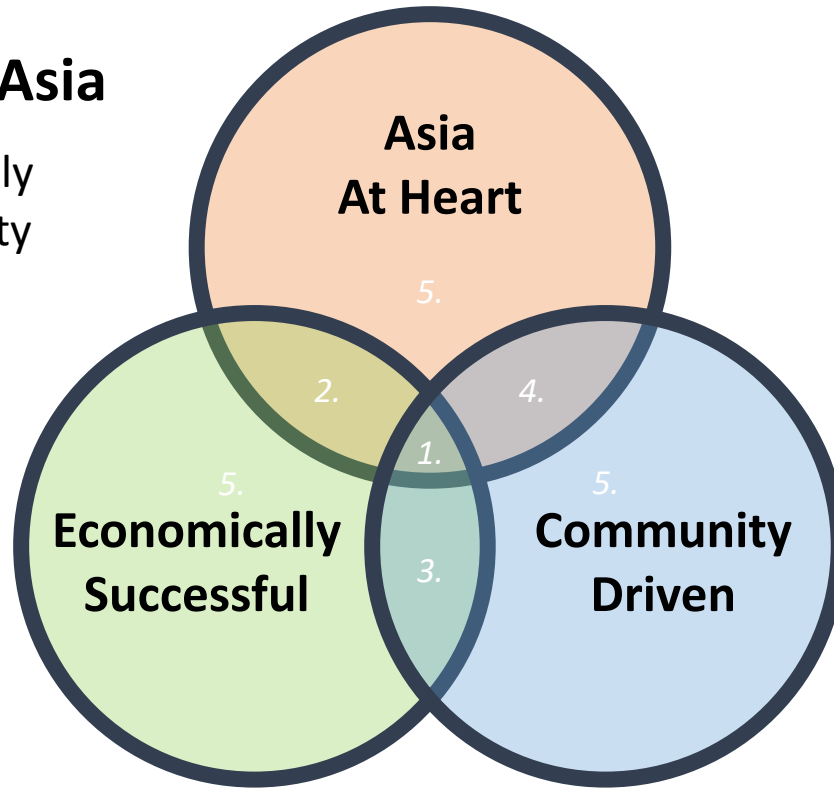 Asia
ly
ty
Asia
At Heart
5.
2.
4.
1.
5.
5.
Economically
Successful
Community
Driven
3.